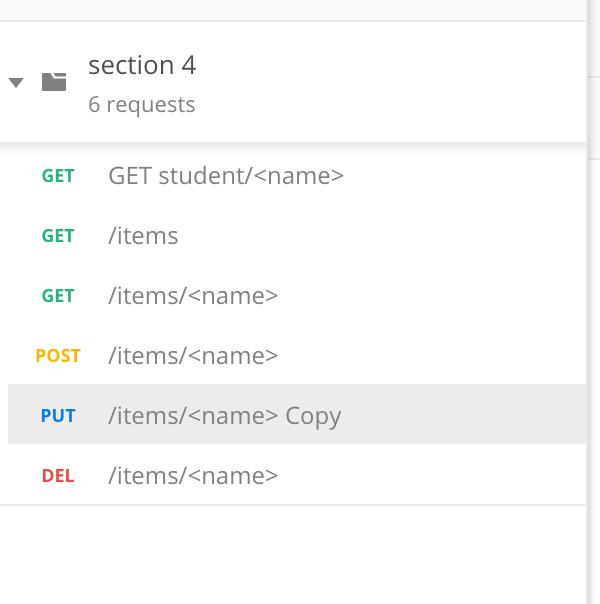 section 4
6 requests
GET GET student/<name>
GET /items
GET /items/<name>
POST /items/<name>
PUT /items/<name> Copy
DEL /items/<name>